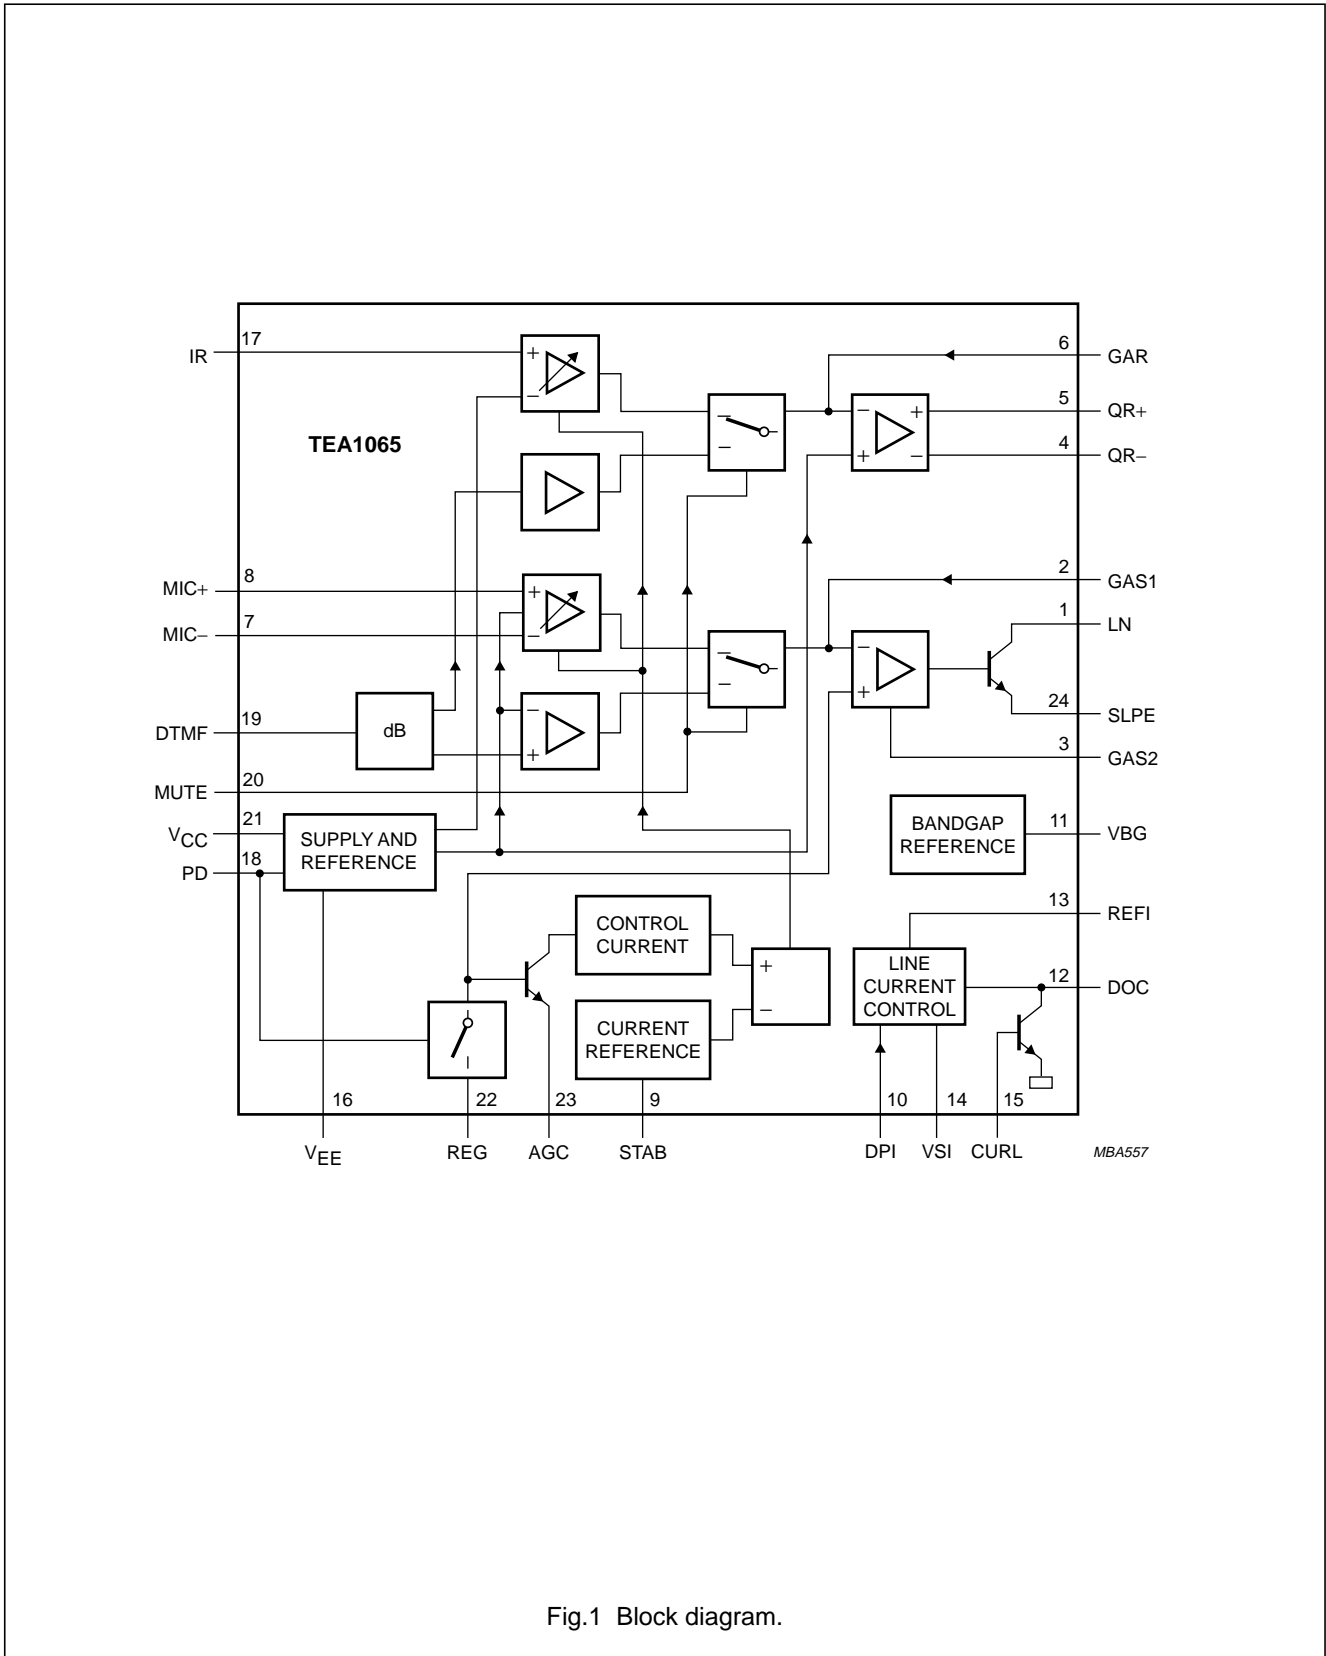 17
IR
6
GAR
5
QR+
TEA1065
4
QR−
8
MIC+
2
GAS1
7
MIC−
1
LN
24
SLPE
19
DTMF
dB
3
GAS2
20
MUTE
21
VCC
SUPPLY AND
REFERENCE
18
PD
BANDGAP
REFERENCE
11
VBG
13
REFI
CONTROL
CURRENT
LINE
CURRENT
CONTROL
12
DOC
CURRENT
REFERENCE
16
22
23
9
10
14
15
VEE
REG
AGC
STAB
DPI
VSI
CURL
MBA557
Fig.1 Block diagram.